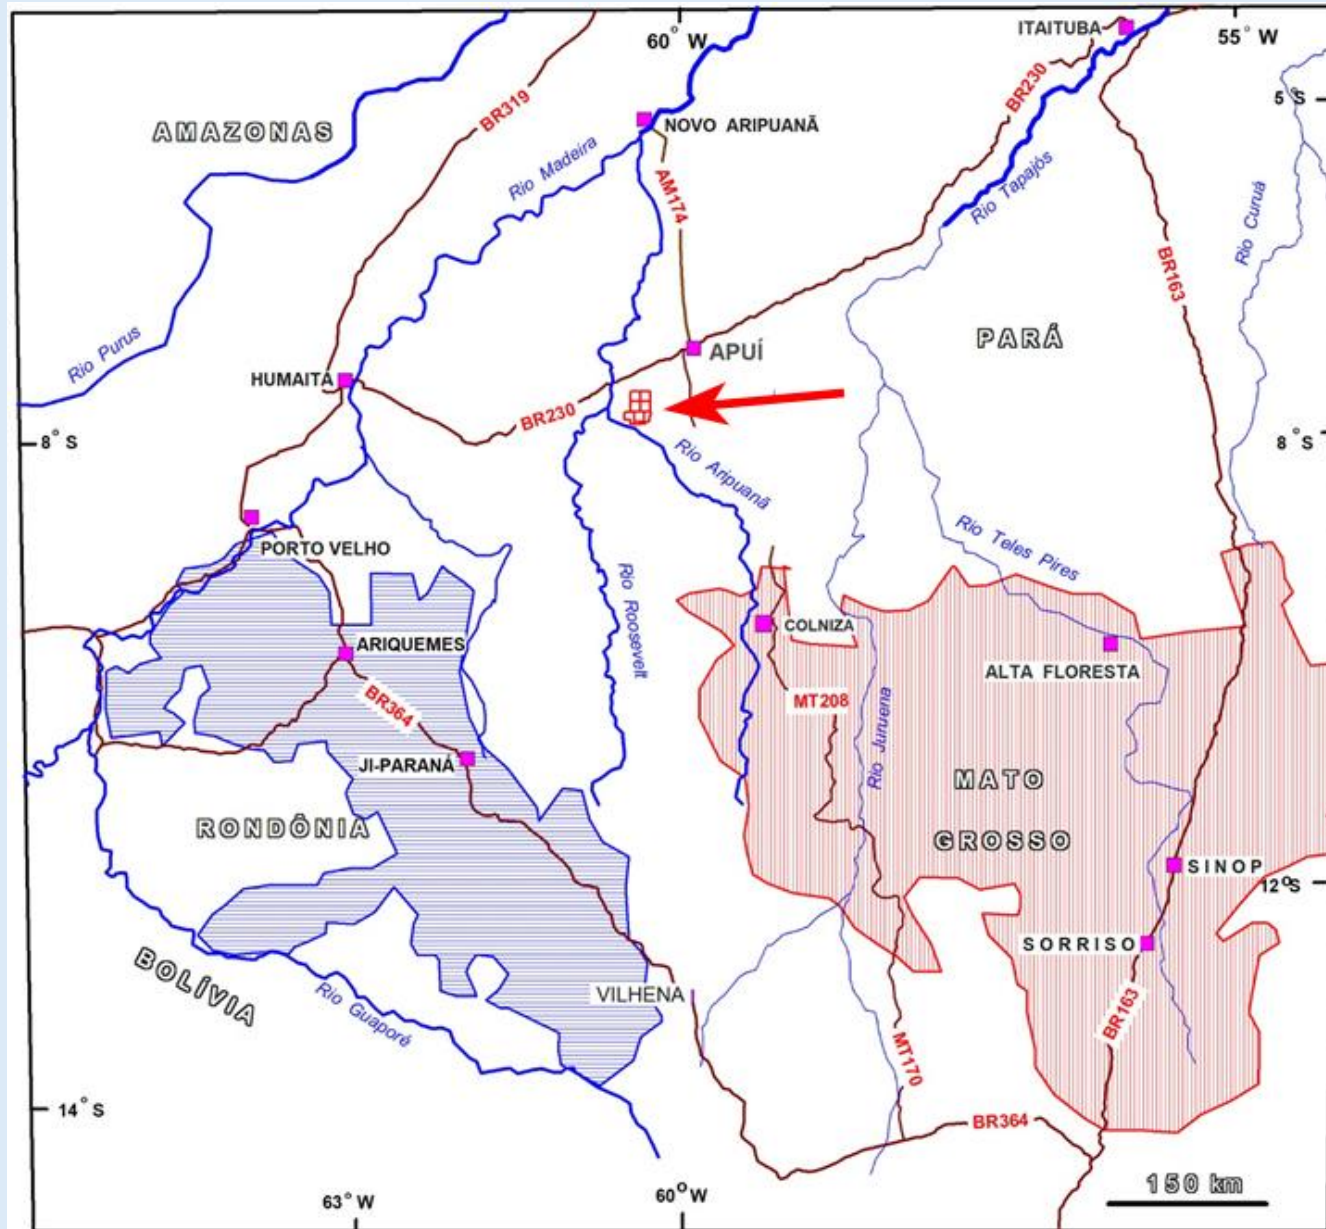 ITAITUBA
60° W
55° W
BR319
BR230
5°S
AMAZONAS
NOVO ARIPUANÃ
Rio Madeira
AM174
Rio Tapajós
Rio Curuá
BR163
Rio Purus
PARÁ
APUÍ
HUMAITÁ
BR230
8°S
8°S
Rio Aripuanã
PORTO VELHO
Rio Teles Pires
Rio Roosevelt
COLNIZA
ARIQUEMES
ALTA FLORESTA
BR364
MT208
Rio Juruena
JI-PARANÁ
MATO
GROSSO
RONDÔNIA
SINOP
12°S
SORRISO
BOLÍVIA
VILHENA
Rio Guaporé
BR163
MT170
14°S
BR364
150 km
63°W
60°W